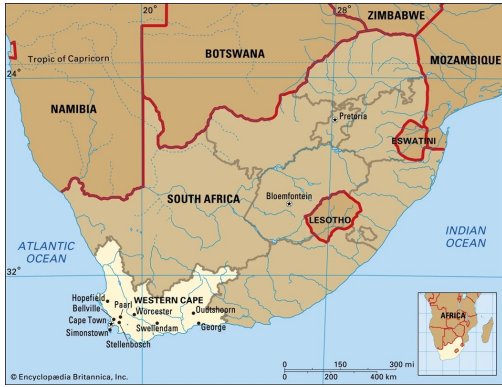 20°
28°
ZIMBABWE
BOTSWANA
MOZAMBIQUE
Tropic of Capricorn
24°
NAMIBIA
Pretoria
ESWATINI
SOUTH AFRICA
Bloemfontein
LESOTHO
ATLANTIC
OCEAN
INDIAN
OCEAN
32°
Hopefield
Bellville
Paarl
WESTERN CAPE
Worcester
Oudtshoorn
Cape Town
Simonstown
Swellendam
George
Stellenbosch
AFRICA
0 150 300 mi
0 200 400 km
© Encyclopædia Britannica, Inc.